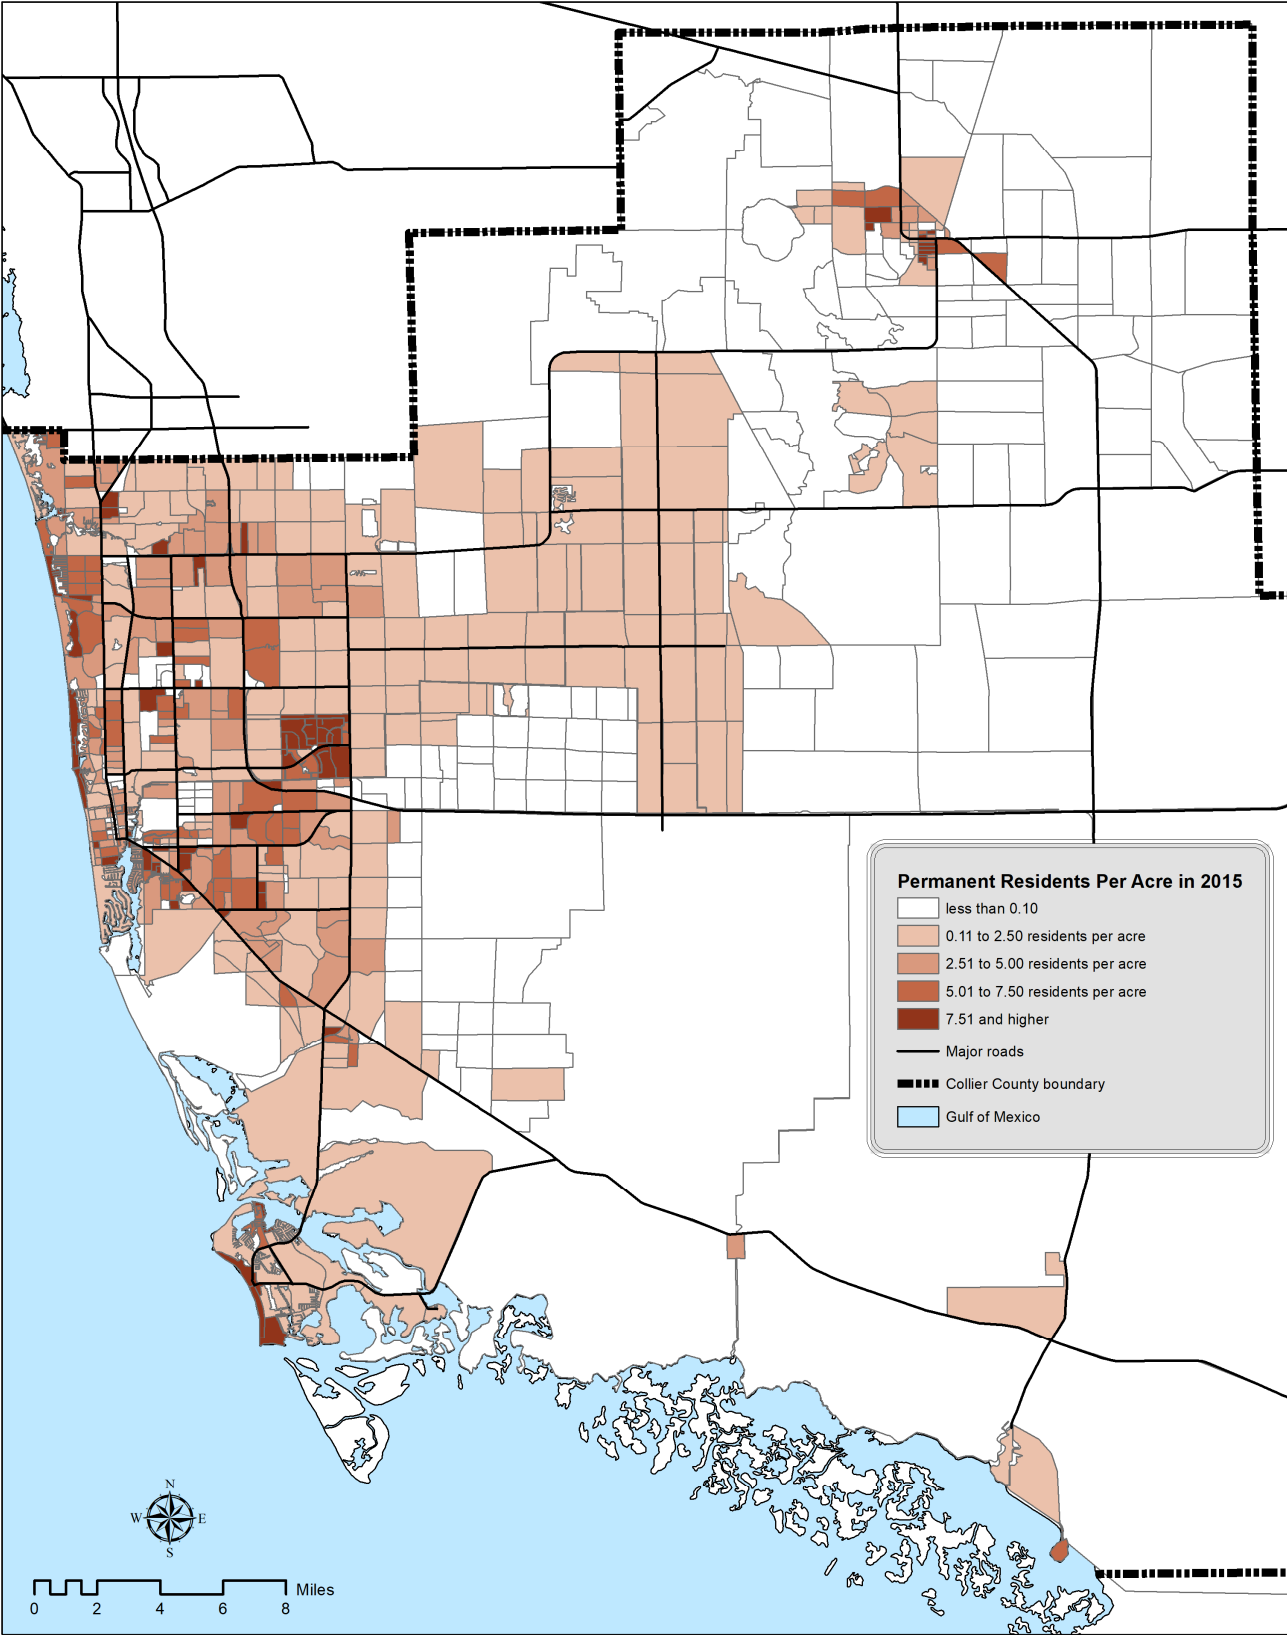 Permanent Residents Per Acre in 2015
less than 0.10
0.11 to 2.50 residents per acre
2.51 to 5.00 residents per acre
5.01 to 7.50 residents per acre
7.51 and higher
Major roads
Collier County boundary
Gulf of Mexico
N
W E
S
Miles
0 2 4 6 8